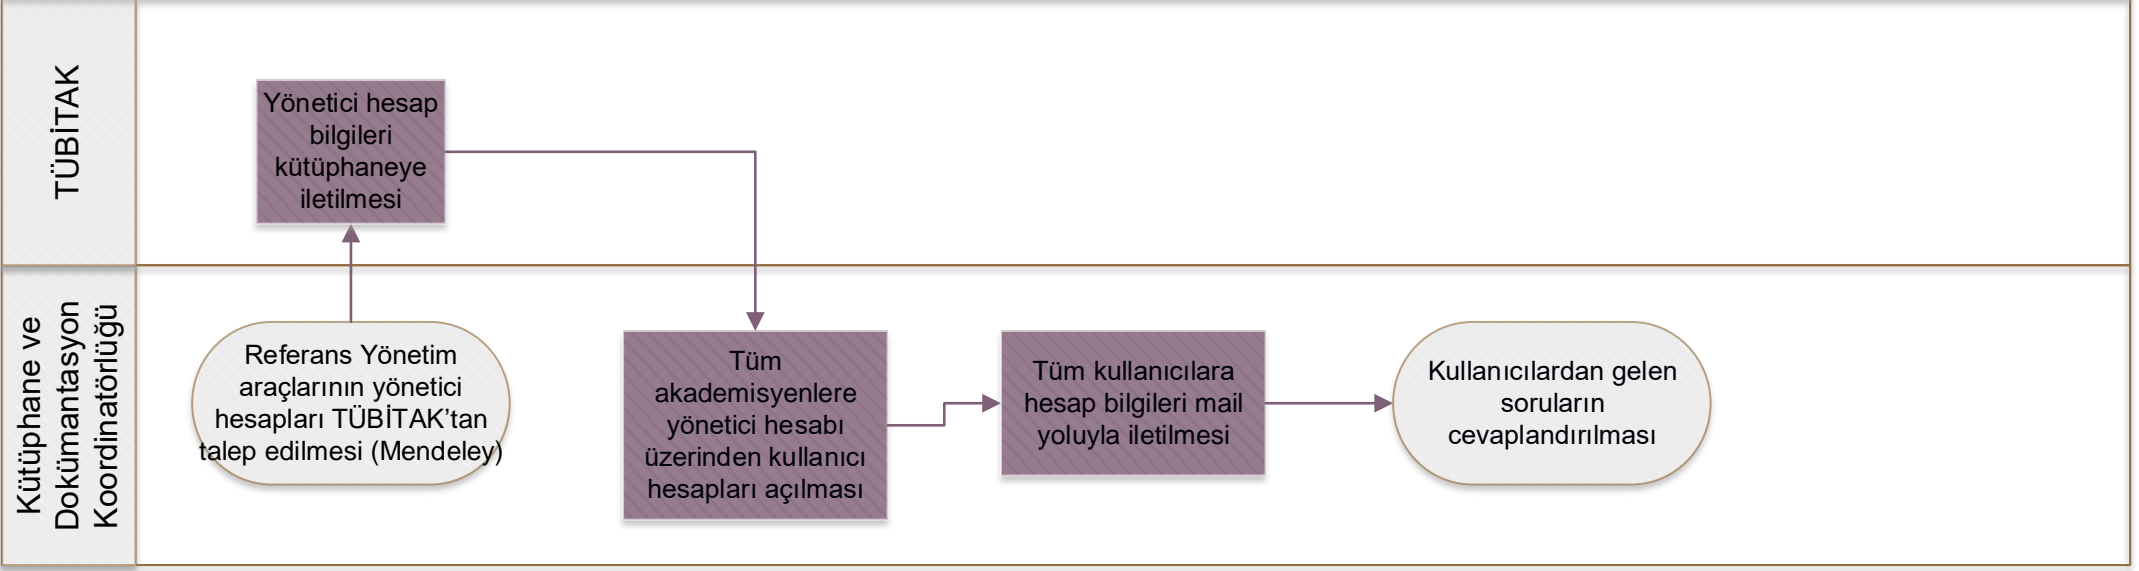 TÜBİTAK
Yönetici hesap
bilgileri
kütüphaneye
iletilmesi
Kütüphane ve
Dokümantasyon
Koordinatörlüğü
Referans Yönetim
araçlarının yönetici
hesapları TÜBİTAK’tan
talep edilmesi (Mendeley)
Tüm
akademisyenlere
yönetici hesabı
üzerinden kullanıcı
hesapları açılması
Tüm kullanıcılara
hesap bilgileri mail
yoluyla iletilmesi
Kullanıcılardan gelen
soruların
cevaplandırılması